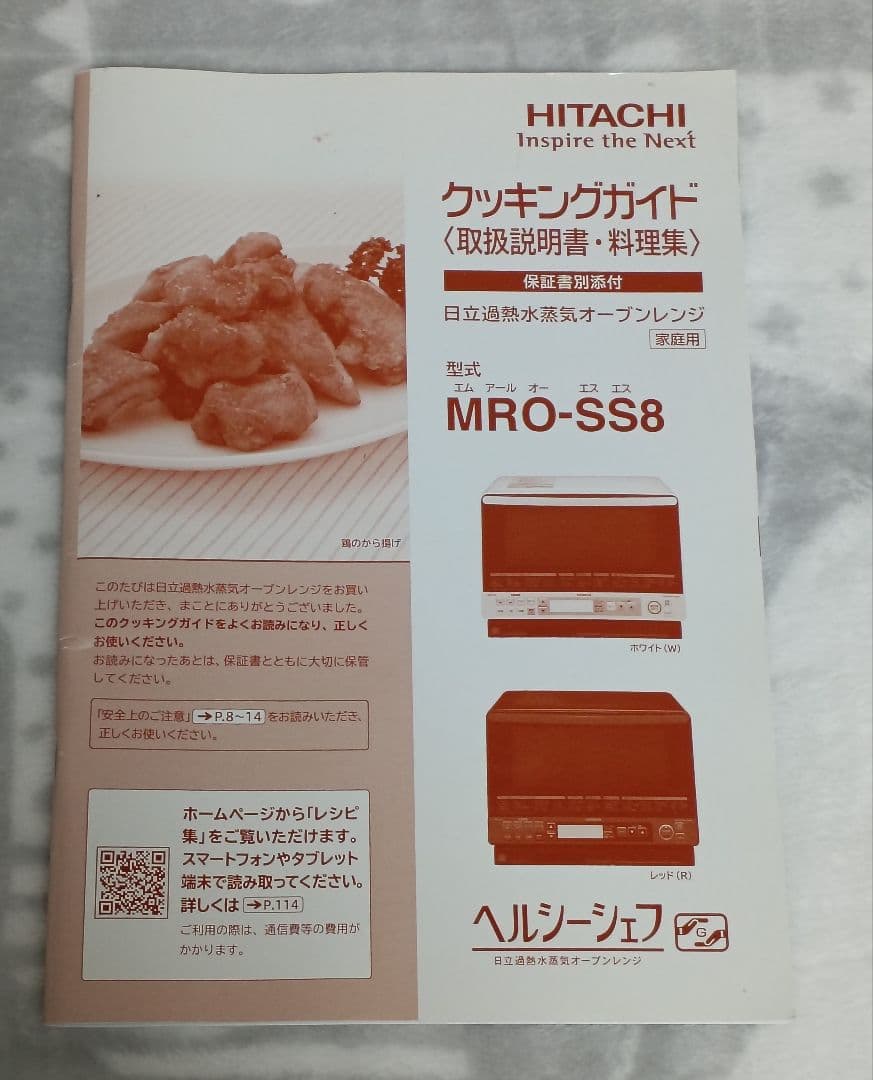 HITACHI
Inspire the Next
クッキングガイド
〈取扱説明書・料理集〉
保証書別添付
日立過熱水蒸気オーブンレンジ
家庭用
型式
エム アール オー エス エス
MRO-SS8
ホワイト（W）
レッド（R）
ヘルシーシェフ
G
日立過熱水蒸気オーブンレンジ
鶏のから揚げ
このたびは日立過熱水蒸気オーブンレンジをお買い
上げいただき、まことにありがとうございました。
このクッキングガイドをよくお読みになり、正しく
お使いください。
お読みになったあとは、保証書とともに大切に保管
してください。
「安全上のご注意」→P.8～14をお読みいただき、
正しくお使いください。
ホームページから「レシピ
集」をご覧いただけます。
スマートフォンやタブレット
端末で読み取ってください。
詳しくは→P.114
ご利用の際は、通信費等の費用が
かかります。